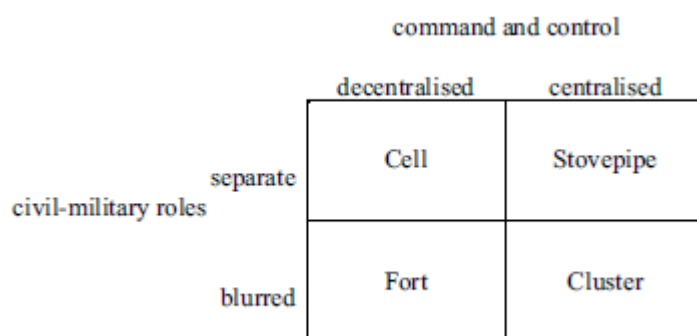 command and control
decentralised centralised
Cell Stovepipe
separate
civil-military roles
Fort Cluster
blurred